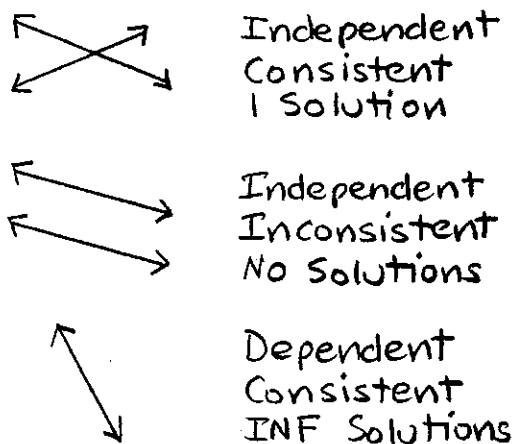 Independent
Consistent
1 Solution
Independent
Inconsistent
No Solutions
Dependent
Consistent
INF Solutions